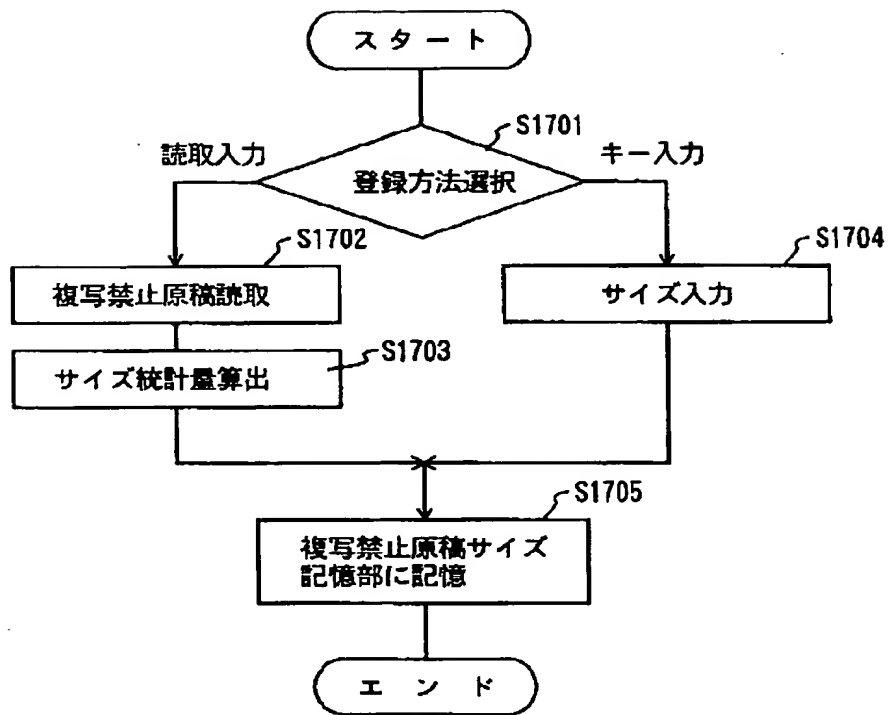 スタート
S1701
読取入力
キー入力
登録方法選択
S1702
S1704
複写禁止原稿読取
サイズ入力
S1703
サイズ統計量算出
S1705
複写禁止原稿サイズ
記憶部に記憶
エンド